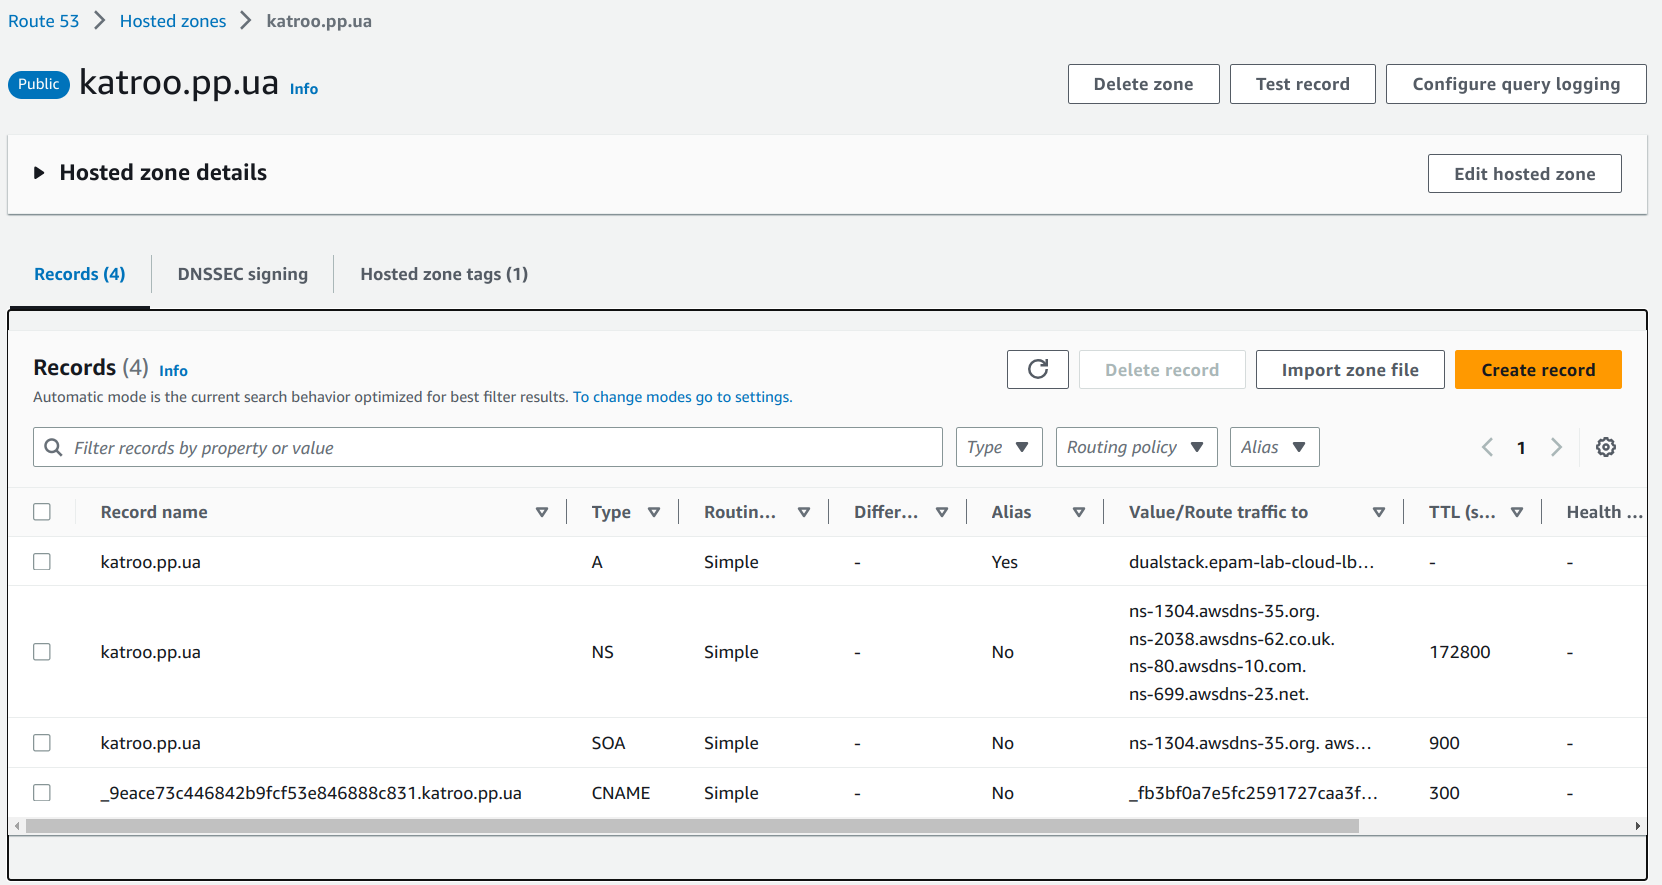 Route 53 > Hosted zones > katroo.pp.ua
Public katroo.pp.ua Info
Delete zone Test record Configure query logging
Hosted zone details Edit hosted zone
Records (4) DNSSEC signing Hosted zone tags (1)
Records (4) Info
Delete record Import zone file Create record
Automatic mode is the current search behavior optimized for best filter results. To change modes go to settings.
Filter records by property or value Type Routing policy Alias 1
Record name Type Routin... Differ... Alias Value/Route traffic to TTL (s... Health ...
katroo.pp.ua A Simple - Yes dualstack.epam-lab-cloud-lb... - -
katroo.pp.ua NS Simple - No ns-1304.awsdns-35.org.
ns-2038.awsdns-62.co.uk.
ns-80.awsdns-10.com.
ns-699.awsdns-23.net.
172800 -
katroo.pp.ua SOA Simple - No ns-1304.awsdns-35.org. aws... 900 -
_9eace73c446842b9fcf53e846888c831.katroo.pp.ua CNAME Simple - No _fb3bf0a7e5fc2591727caa3f... 300 -